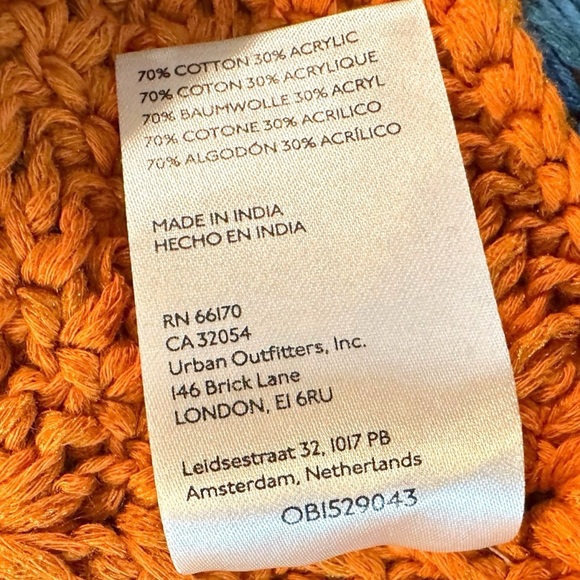 70% COTTON 30% ACRYLIC
70% COTON 30% ACRYLIQUE
70% BAUMWOLLE 30% ACRYL
70% COTONE 30% ACRILICO
70% ALGODÓN 30% ACRÍLICO
MADE IN INDIA
HECHO EN INDIA
RN 66170
CA 32054
Urban Outfitters, Inc.
146 Brick Lane
LONDON, E1 6RU
Leidsestraat 32, 1017 PB
Amsterdam, Netherlands
OB1529043